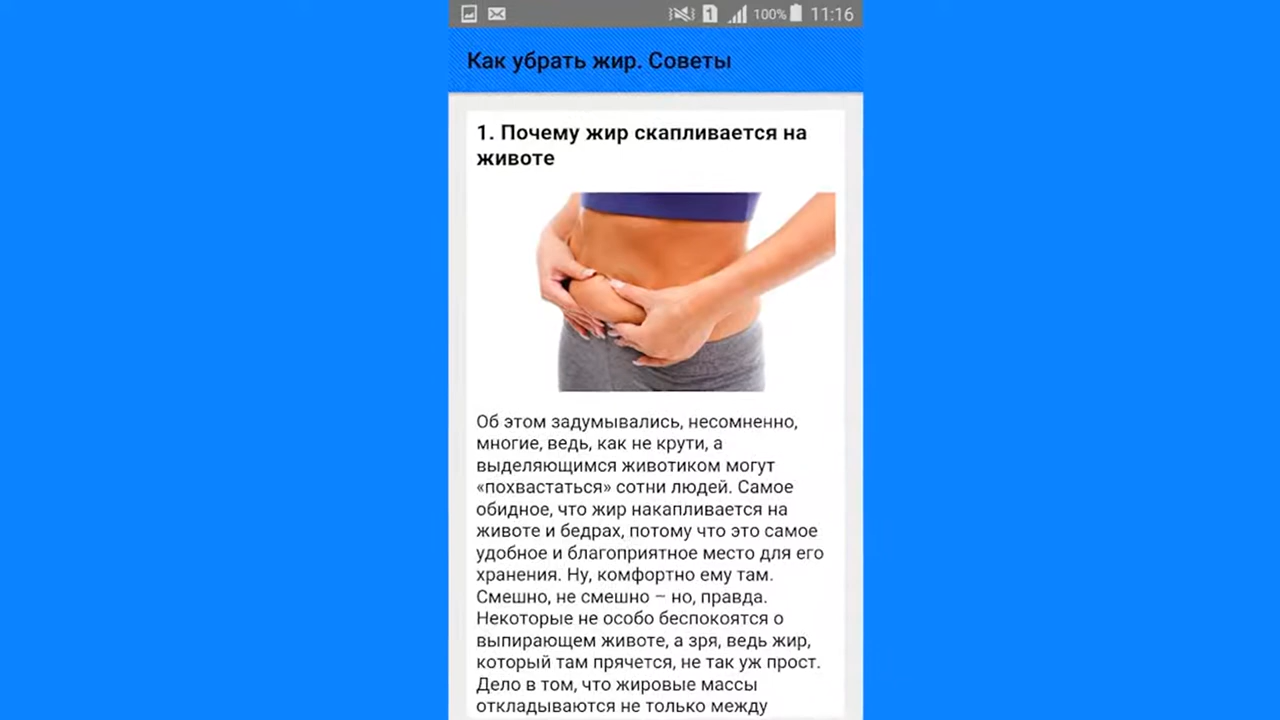 1 100% 11:16
Как убрать жир. Советы
1. Почему жир скапливается на
животе
Об этом задумывались, несомненно,
многие, ведь, как не крути, а
выделяющимся животиком могут
«похвастаться» сотни людей. Самое
обидное, что жир накапливается на
животе и бедрах, потому что это самое
удобное и благоприятное место для его
хранения. Ну, комфортно ему там.
Смешно, не смешно – но, правда.
Некоторые не особо беспокоятся о
выпирающем животе, а зря, ведь жир,
который там прячется, не так уж прост.
Дело в том, что жировые массы
откладываются не только между